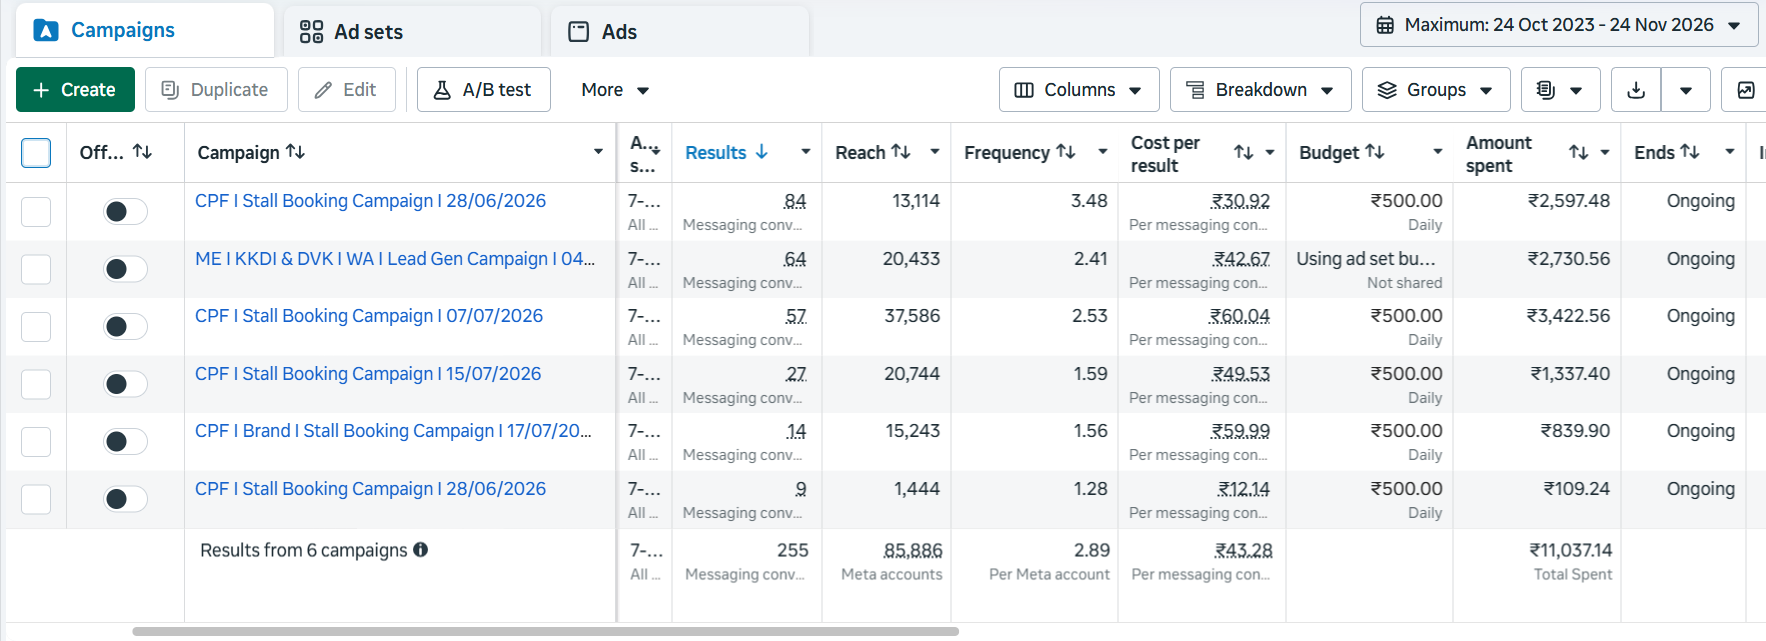 Campaigns
Ad sets
Ads
Maximum: 24 Oct 2023 - 24 Nov 2026
+ Create
Duplicate
Edit
A/B test
More
Columns
Breakdown
Groups
Off...
Campaign
A...
s...
Results
Reach
Frequency
Cost per
result
Budget
Amount
spent
Ends
CPF I Stall Booking Campaign I 28/06/2026 7-... 84 13,114 3.48 ₹30.92 ₹500.00 ₹2,597.48 Ongoing
All ... Messaging conv... Per messaging con... Daily
ME I KKDI & DVK I WA I Lead Gen Campaign I 04... 7-... 64 20,433 2.41 ₹42.67 Using ad set bu... ₹2,730.56 Ongoing
All ... Messaging conv... Per messaging con... Not shared
CPF I Stall Booking Campaign I 07/07/2026 7-... 57 37,586 2.53 ₹60.04 ₹500.00 ₹3,422.56 Ongoing
All ... Messaging conv... Per messaging con... Daily
CPF I Stall Booking Campaign I 15/07/2026 7-... 27 20,744 1.59 ₹49.53 ₹500.00 ₹1,337.40 Ongoing
All ... Messaging conv... Per messaging con... Daily
CPF I Brand I Stall Booking Campaign I 17/07/20... 7-... 14 15,243 1.56 ₹59.99 ₹500.00 ₹839.90 Ongoing
All ... Messaging conv... Per messaging con... Daily
CPF I Stall Booking Campaign I 28/06/2026 7-... 9 1,444 1.28 ₹12.14 ₹500.00 ₹109.24 Ongoing
All ... Messaging conv... Per messaging con... Daily
Results from 6 campaigns 7-... 255 85,886 2.89 ₹43.28 ₹11,037.14
All ... Messaging conv... Meta accounts Per Meta account Per messaging con... Total Spent